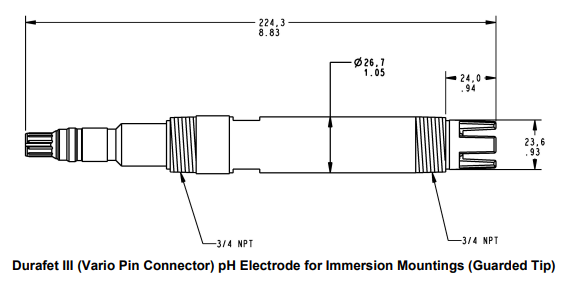 224,3
8.83
Ø26,7
1.05
24,0
.94
23,6
.93
3/4 NPT
3/4 NPT
Durafet III (Vario Pin Connector) pH Electrode for Immersion Mountings (Guarded Tip)